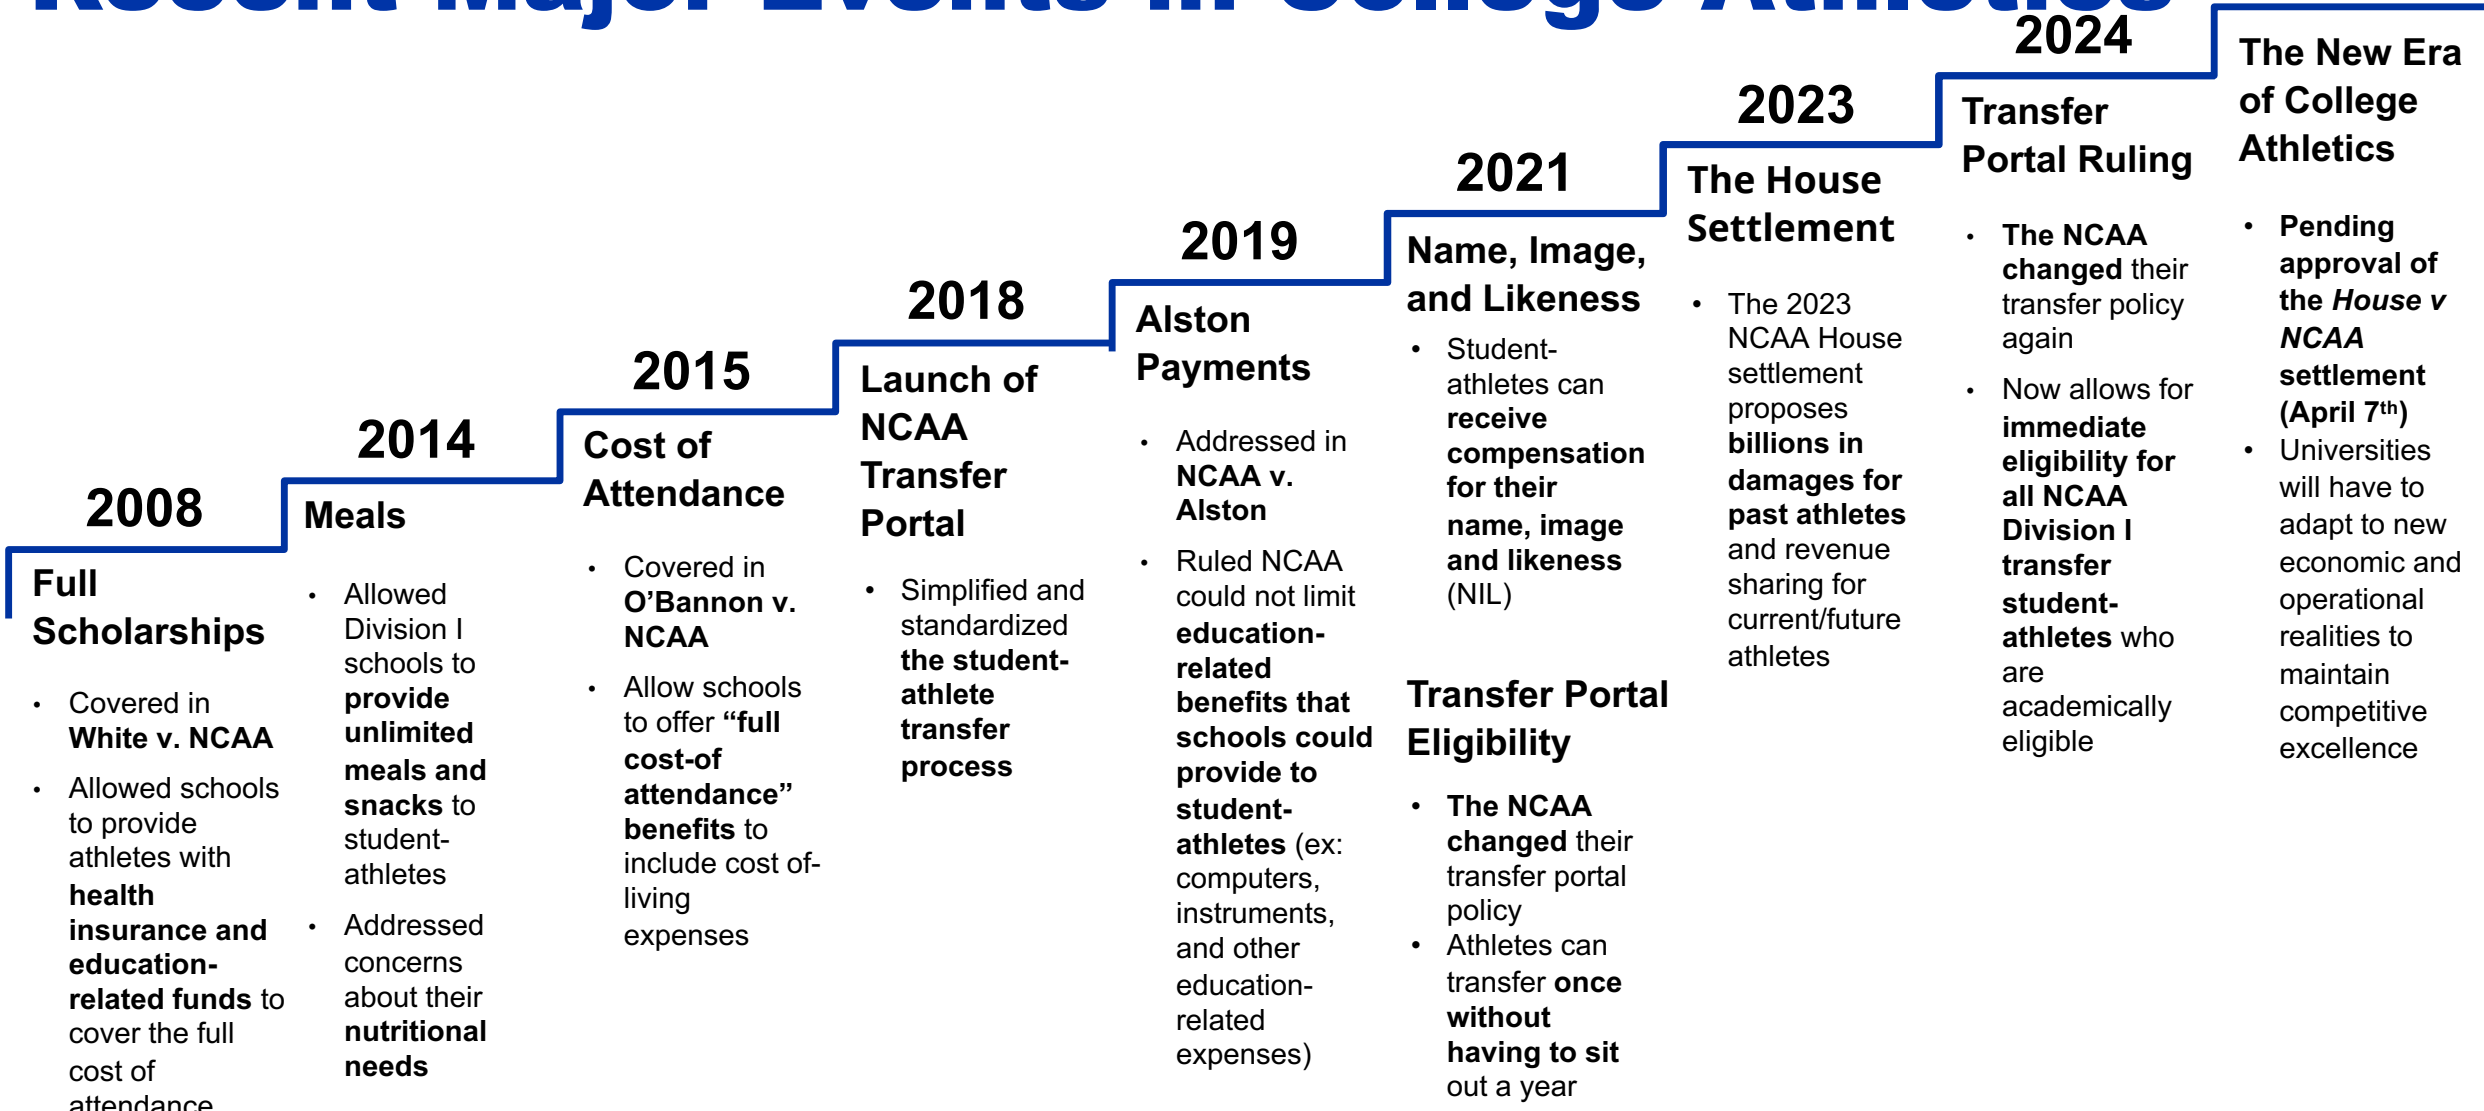 Recent Major Events in College Athletics
2008
Full
Scholarships
• Covered in
White v. NCAA
• Allowed schools
to provide
athletes with
health
insurance and
education-
related funds to
cover the full
cost of
attendance
2014
Meals
• Allowed
Division I
schools to
provide
unlimited
meals and
snacks to
student-
athletes
• Addressed
concerns
about their
nutritional
needs
2015
Cost of
Attendance
• Covered in
O’Bannon v.
NCAA
• Allow schools
to offer “full
cost-of
attendance”
benefits to
include cost of-
living
expenses
2018
Launch of
NCAA
Transfer
Portal
• Simplified and
standardized
the student-
athlete
transfer
process
2019
Alston
Payments
• Addressed in
NCAA v.
Alston
• Ruled NCAA
could not limit
education-
related
benefits that
schools could
provide to
student-
athletes (ex:
computers,
instruments,
and other
education-
related
expenses)
2021
Name, Image,
and Likeness
• Student-
athletes can
receive
compensation
for their
name, image
and likeness
(NIL)
Transfer Portal
Eligibility
• The NCAA
changed their
transfer portal
policy
• Athletes can
transfer once
without
having to sit
out a year
2023
The House
Settlement
• The 2023
NCAA House
settlement
proposes
billions in
damages for
past athletes
and revenue
sharing for
current/future
athletes
2024
Transfer
Portal Ruling
• The NCAA
changed their
transfer policy
again
• Now allows for
immediate
eligibility for
all NCAA
Division I
transfer
student-
athletes who
are
academically
eligible
The New Era
of College
Athletics
• Pending
approval of
the House v
NCAA
settlement
(April 7th)
• Universities
will have to
adapt to new
economic and
operational
realities to
maintain
competitive
excellence